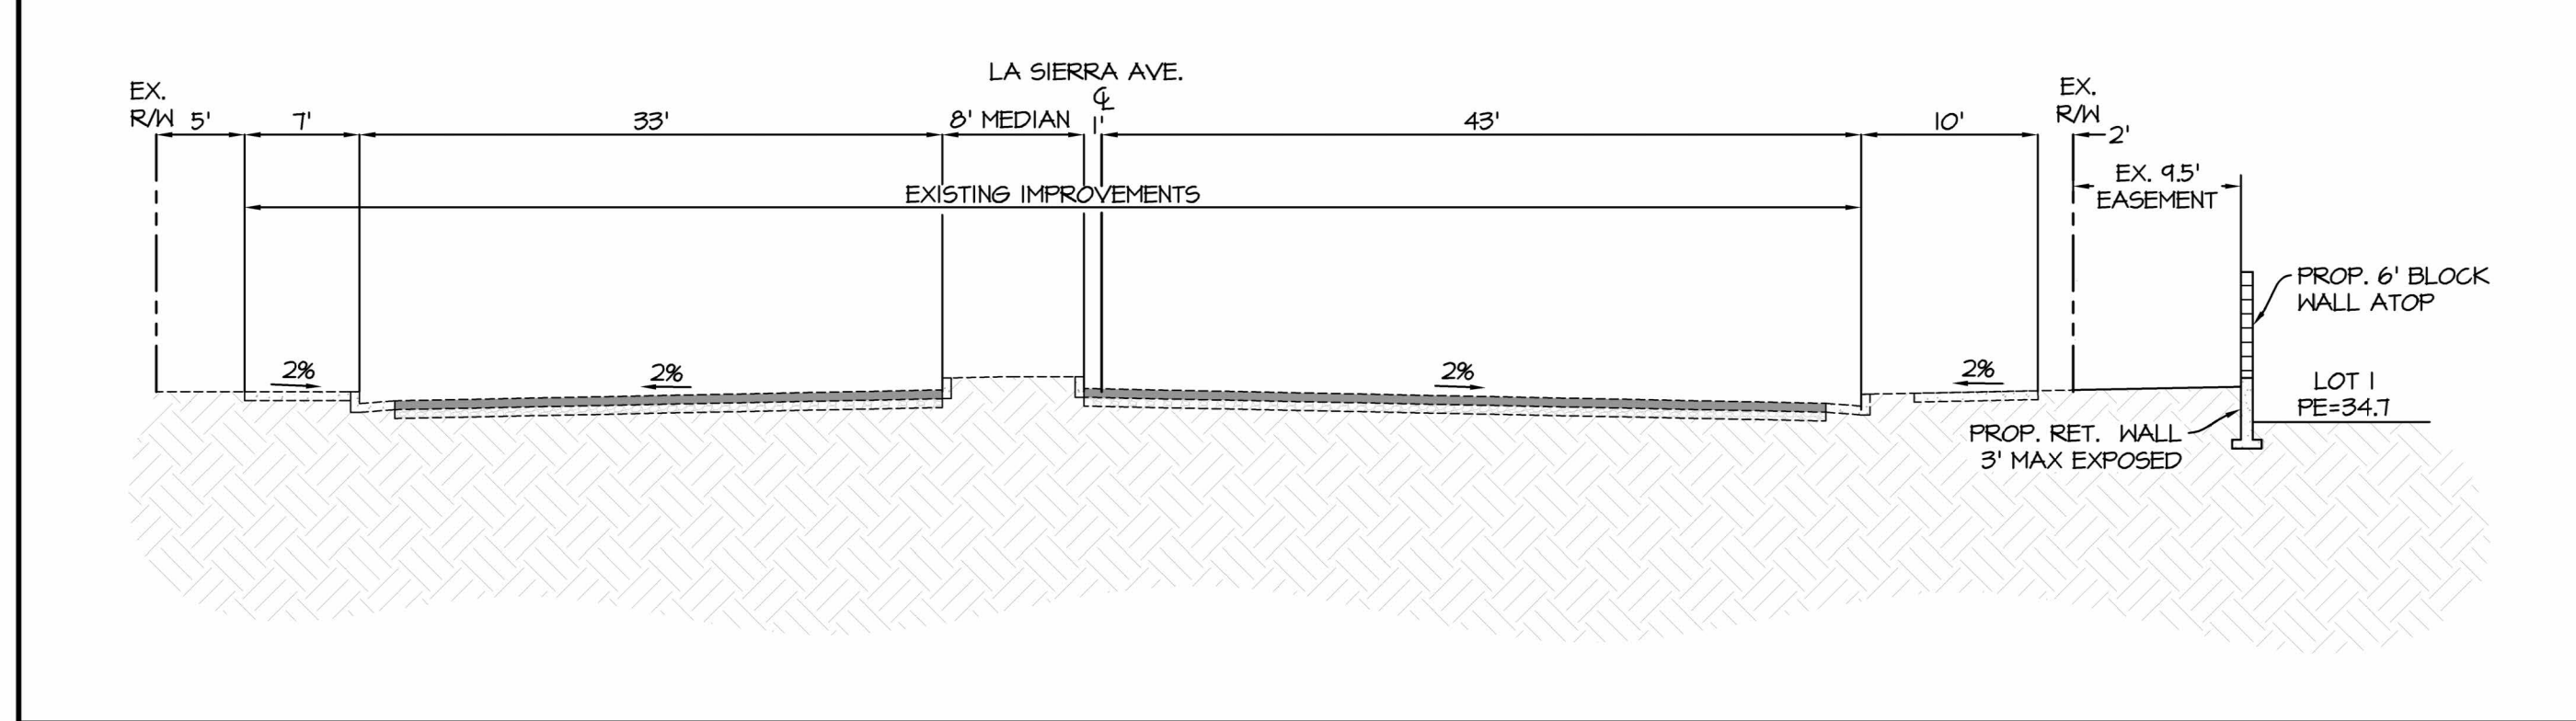 LA SIERRA AVE.
℄
EX.
R/W
5'
7'
33'
8' MEDIAN
1'
43'
10'
EX.
R/W
2'
EX. 9.5'
EASEMENT
EXISTING IMPROVEMENTS
PROP. 6' BLOCK
WALL ATOP
2%
2%
2%
2%
LOT 1
PE=34.7
PROP. RET. WALL
3' MAX EXPOSED